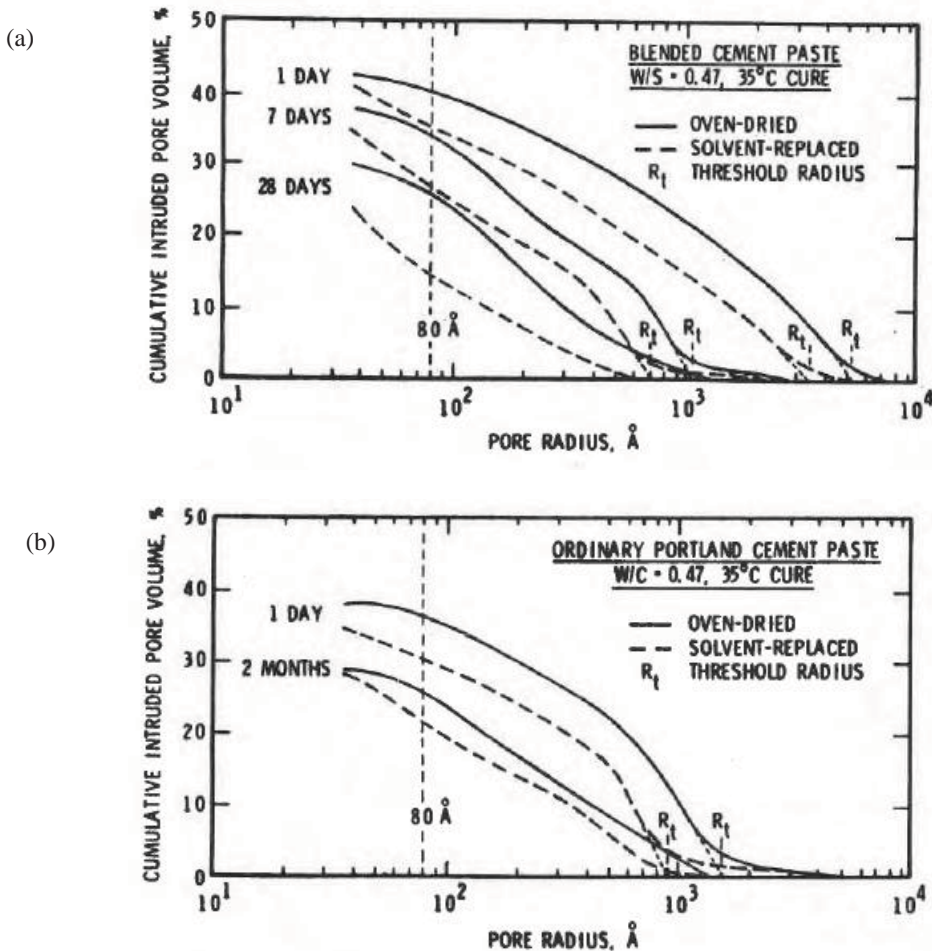 (a)
CUMULATIVE INTRUDED PORE VOLUME, %
50
40
30
20
10
0
1 DAY
7 DAYS
28 DAYS
BLENDED CEMENT PASTE
W/S = 0.47, 35°C CURE
OVEN-DRIED
SOLVENT-REPLACED
Rt THRESHOLD RADIUS
80 Å
Rt Rt Rt Rt
10¹ 10² 10³ 10⁴
PORE RADIUS, Å
(b)
CUMULATIVE INTRUDED PORE VOLUME, %
50
40
30
20
10
0
1 DAY
2 MONTHS
ORDINARY PORTLAND CEMENT PASTE
W/C = 0.47, 35°C CURE
OVEN-DRIED
SOLVENT-REPLACED
Rt THRESHOLD RADIUS
80 Å
Rt Rt
10¹ 10² 10³ 10⁴
PORE RADIUS, Å